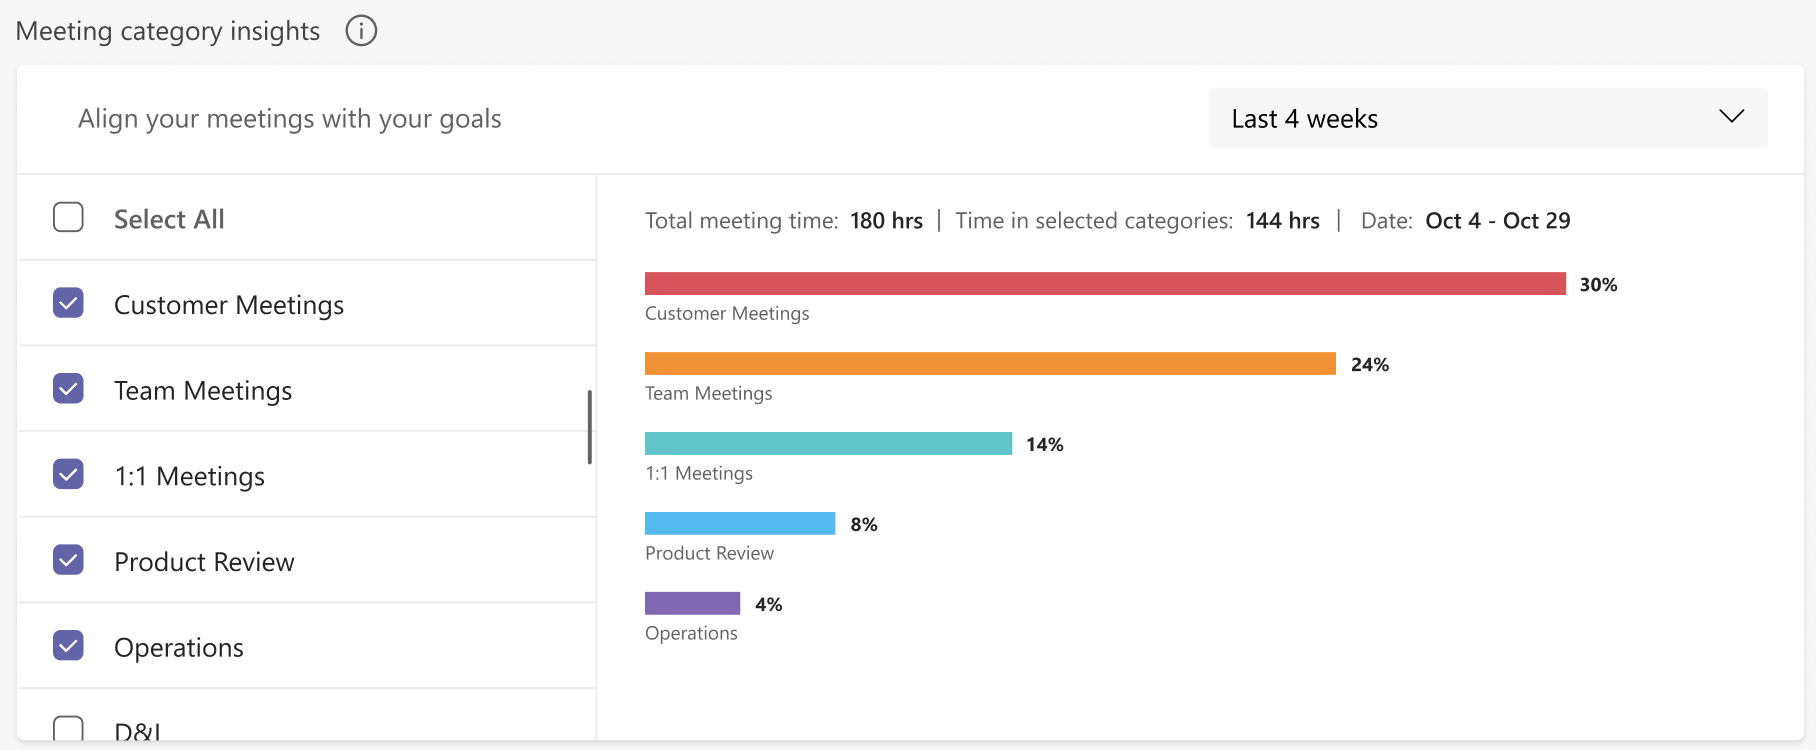 Meeting category insights
Align your meetings with your goals
Last 4 weeks
Select All
Customer Meetings
Team Meetings
1:1 Meetings
Product Review
Operations
D&I
Total meeting time: 180 hrs | Time in selected categories: 144 hrs | Date: Oct 4 - Oct 29
30%
Customer Meetings
24%
Team Meetings
14%
1:1 Meetings
8%
Product Review
4%
Operations